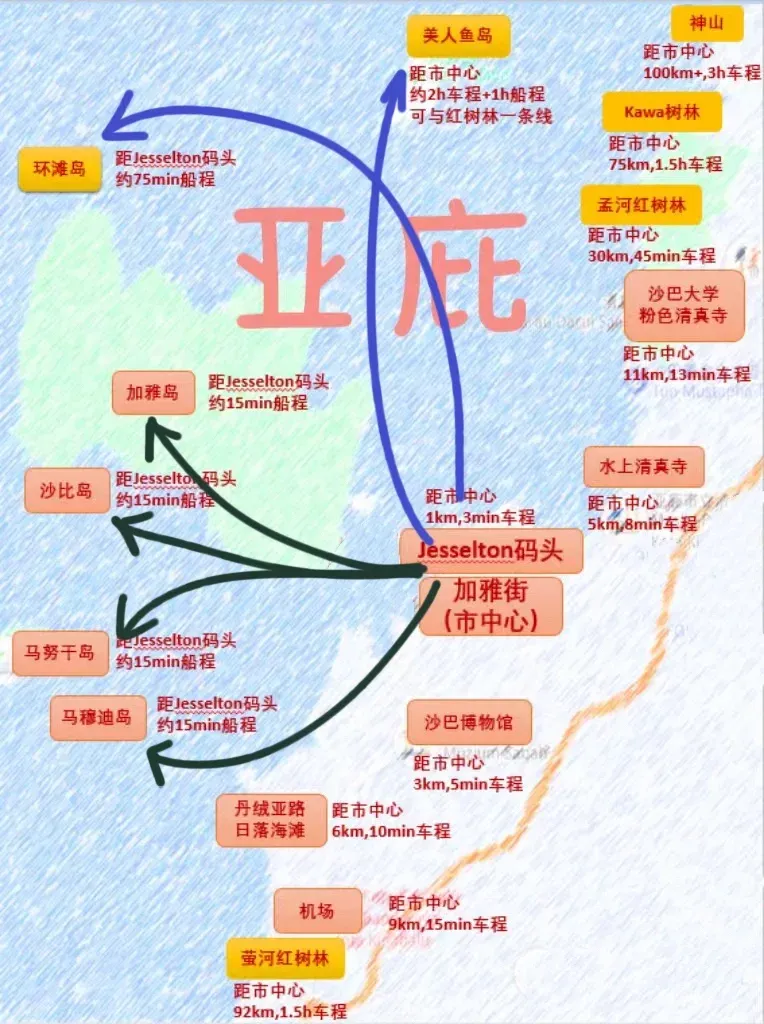 美人鱼岛
距市中心
约2h车程+1h船程
可与红树林一条线
神山
距市中心
100km+,3h车程
Kawa树林
距市中心
75km,1.5h车程
环滩岛
距Jesselton码头
约75min船程
孟河红树林
距市中心
30km,45min车程
亚庇
沙巴大学
粉色清真寺
距市中心
11km,13min车程
加雅岛
距Jesselton码头
约15min船程
沙比岛
距Jesselton码头
约15min船程
水上清真寺
距市中心
5km,8min车程
距市中心
1km,3min车程
Jesselton码头
加雅街
（市中心）
马努干岛
距Jesselton码头
约15min船程
马穆迪岛
距Jesselton码头
约15min船程
沙巴博物馆
距市中心
3km,5min车程
丹绒亚路
日落海滩
距市中心
6km,10min车程
机场
距市中心
9km,15min车程
萤河红树林
距市中心
92km,1.5h车程